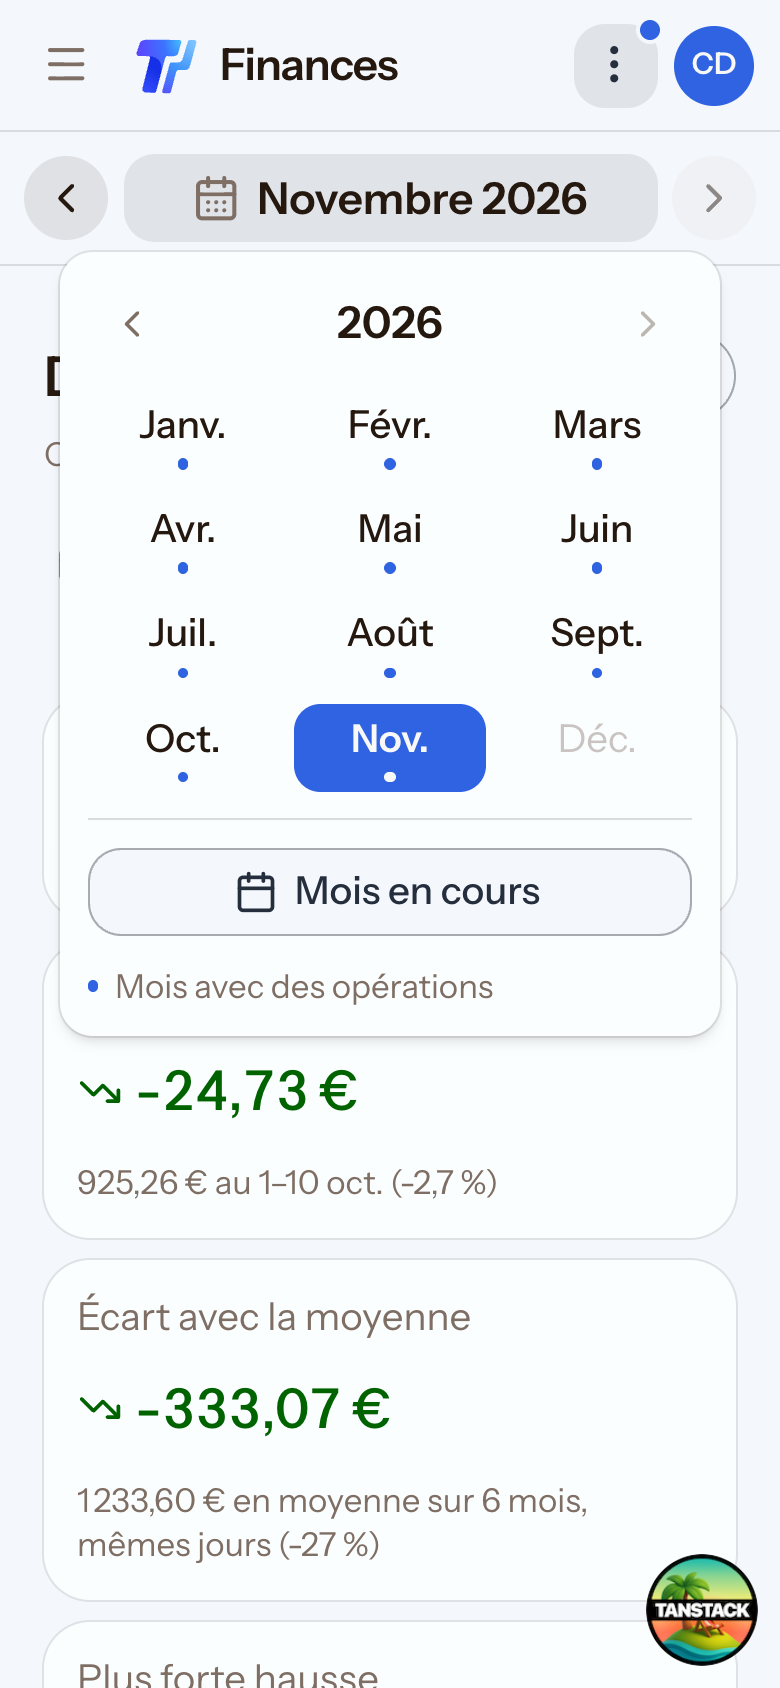 Finances
CD
Novembre 2026
2026
Janv. Févr. Mars
Avr. Mai Juin
Juil. Août Sept.
Oct. Nov. Déc.
Mois en cours
Mois avec des opérations
-24,73 €
925,26 € au 1–10 oct. (-2,7 %)
Écart avec la moyenne
-333,07 €
1 233,60 € en moyenne sur 6 mois,
mêmes jours (-27 %)
TANSTACK
Plus forte hausse